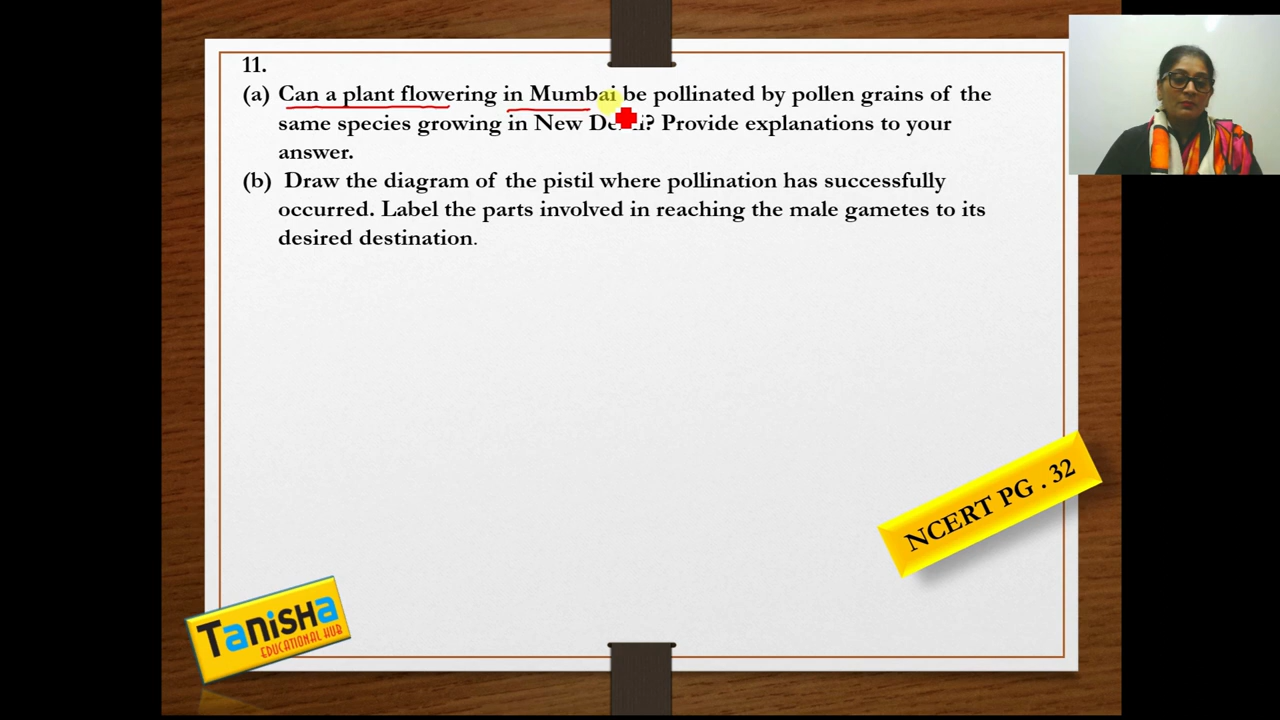 11.
(a) Can a plant flowering in Mumbai be pollinated by pollen grains of the
same species growing in New Delhi? Provide explanations to your
answer.
(b) Draw the diagram of the pistil where pollination has successfully
occurred. Label the parts involved in reaching the male gametes to its
desired destination.
NCERT PG . 32
TaniSHa
EDUCATIONAL HUB